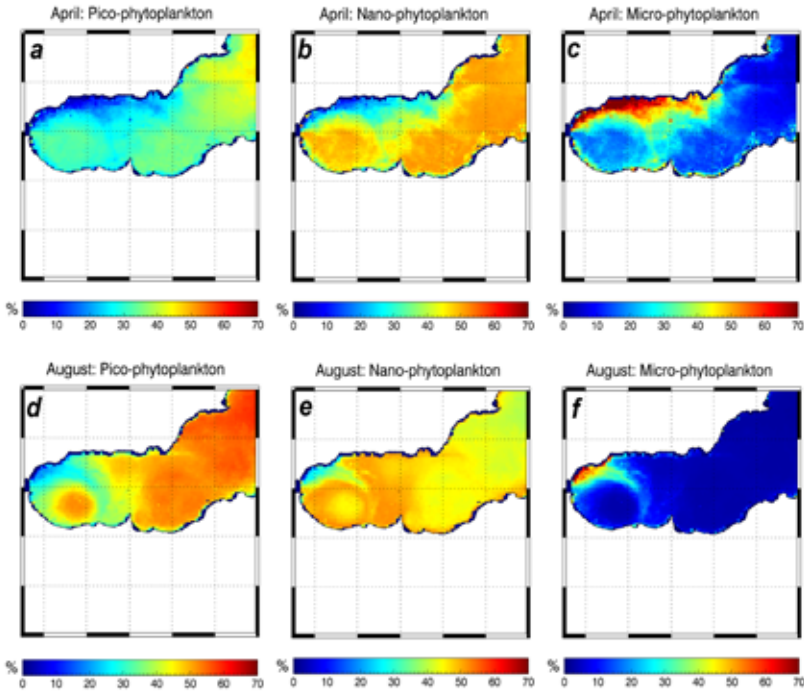 April: Pico-phytoplankton April: Nano-phytoplankton April: Micro-phytoplankton
a b c
% 0 10 20 30 40 50 60 70 % 0 10 20 30 40 50 60 70 % 0 10 20 30 40 50 60 70
August: Pico-phytoplankton August: Nano-phytoplankton August: Micro-phytoplankton
d e f
% 0 10 20 30 40 50 60 70 % 0 10 20 30 40 50 60 70 % 0 10 20 30 40 50 60 70